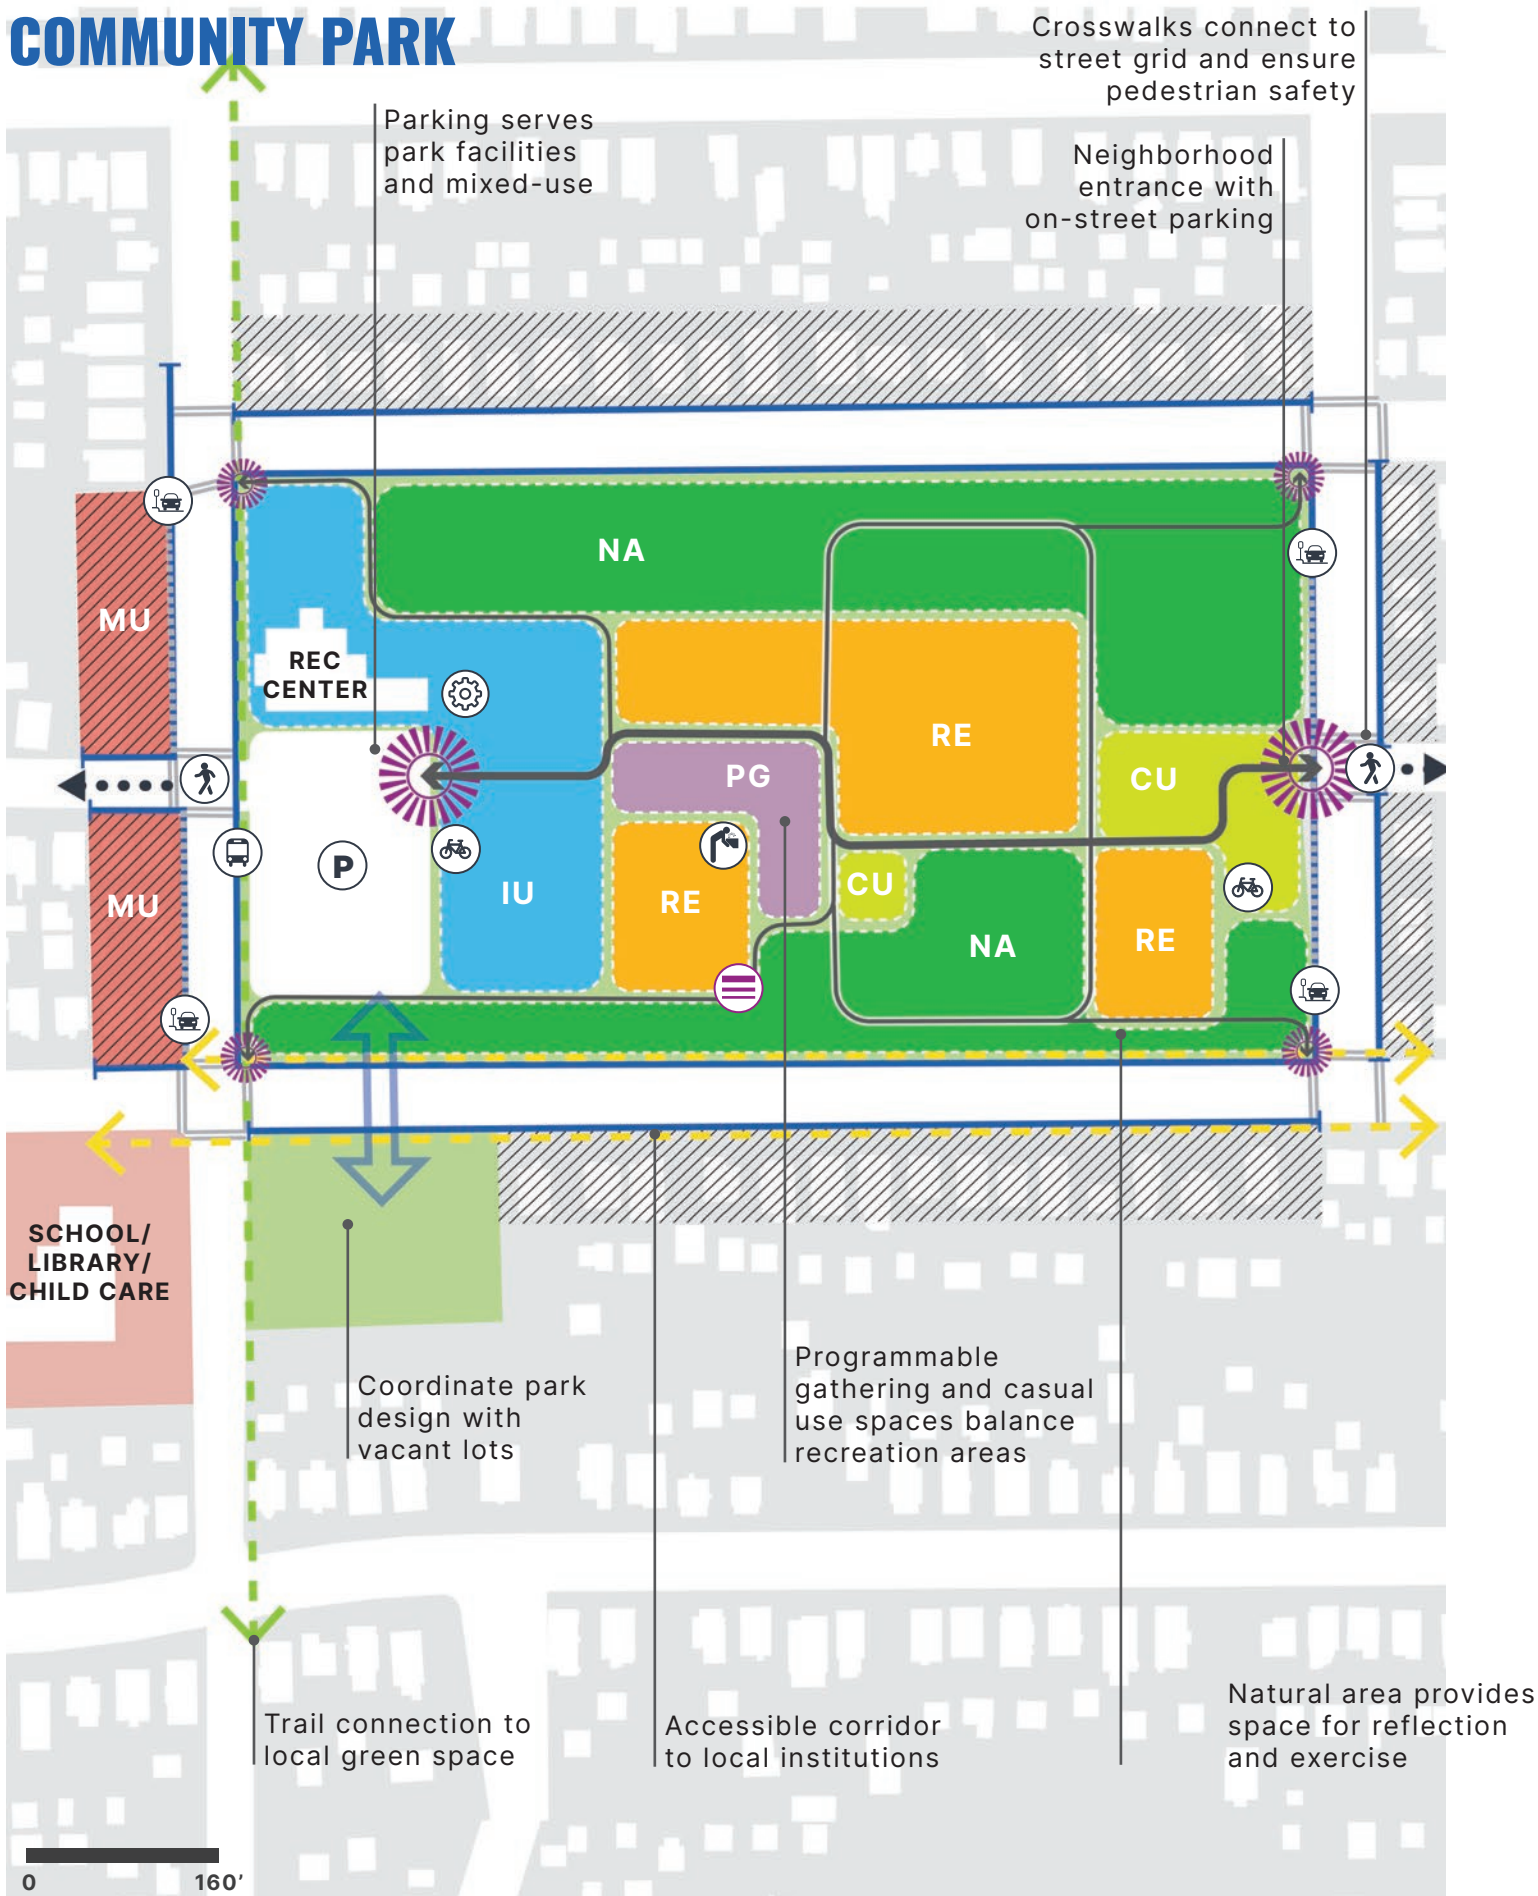 COMMUNITY PARK
Crosswalks connect to
street grid and ensure
pedestrian safety
Parking serves
park facilities
and mixed-use
Neighborhood
entrance with
on-street parking
NA
MU
REC
CENTER
RE
PG
CU
P
IU
RE
CU
MU
NA
RE
SCHOOL/
LIBRARY/
CHILD CARE
Coordinate park
design with
vacant lots
Programmable
gathering and casual
use spaces balance
recreation areas
Trail connection to
local green space
Accessible corridor
to local institutions
Natural area provides
space for reflection
and exercise
0 160’